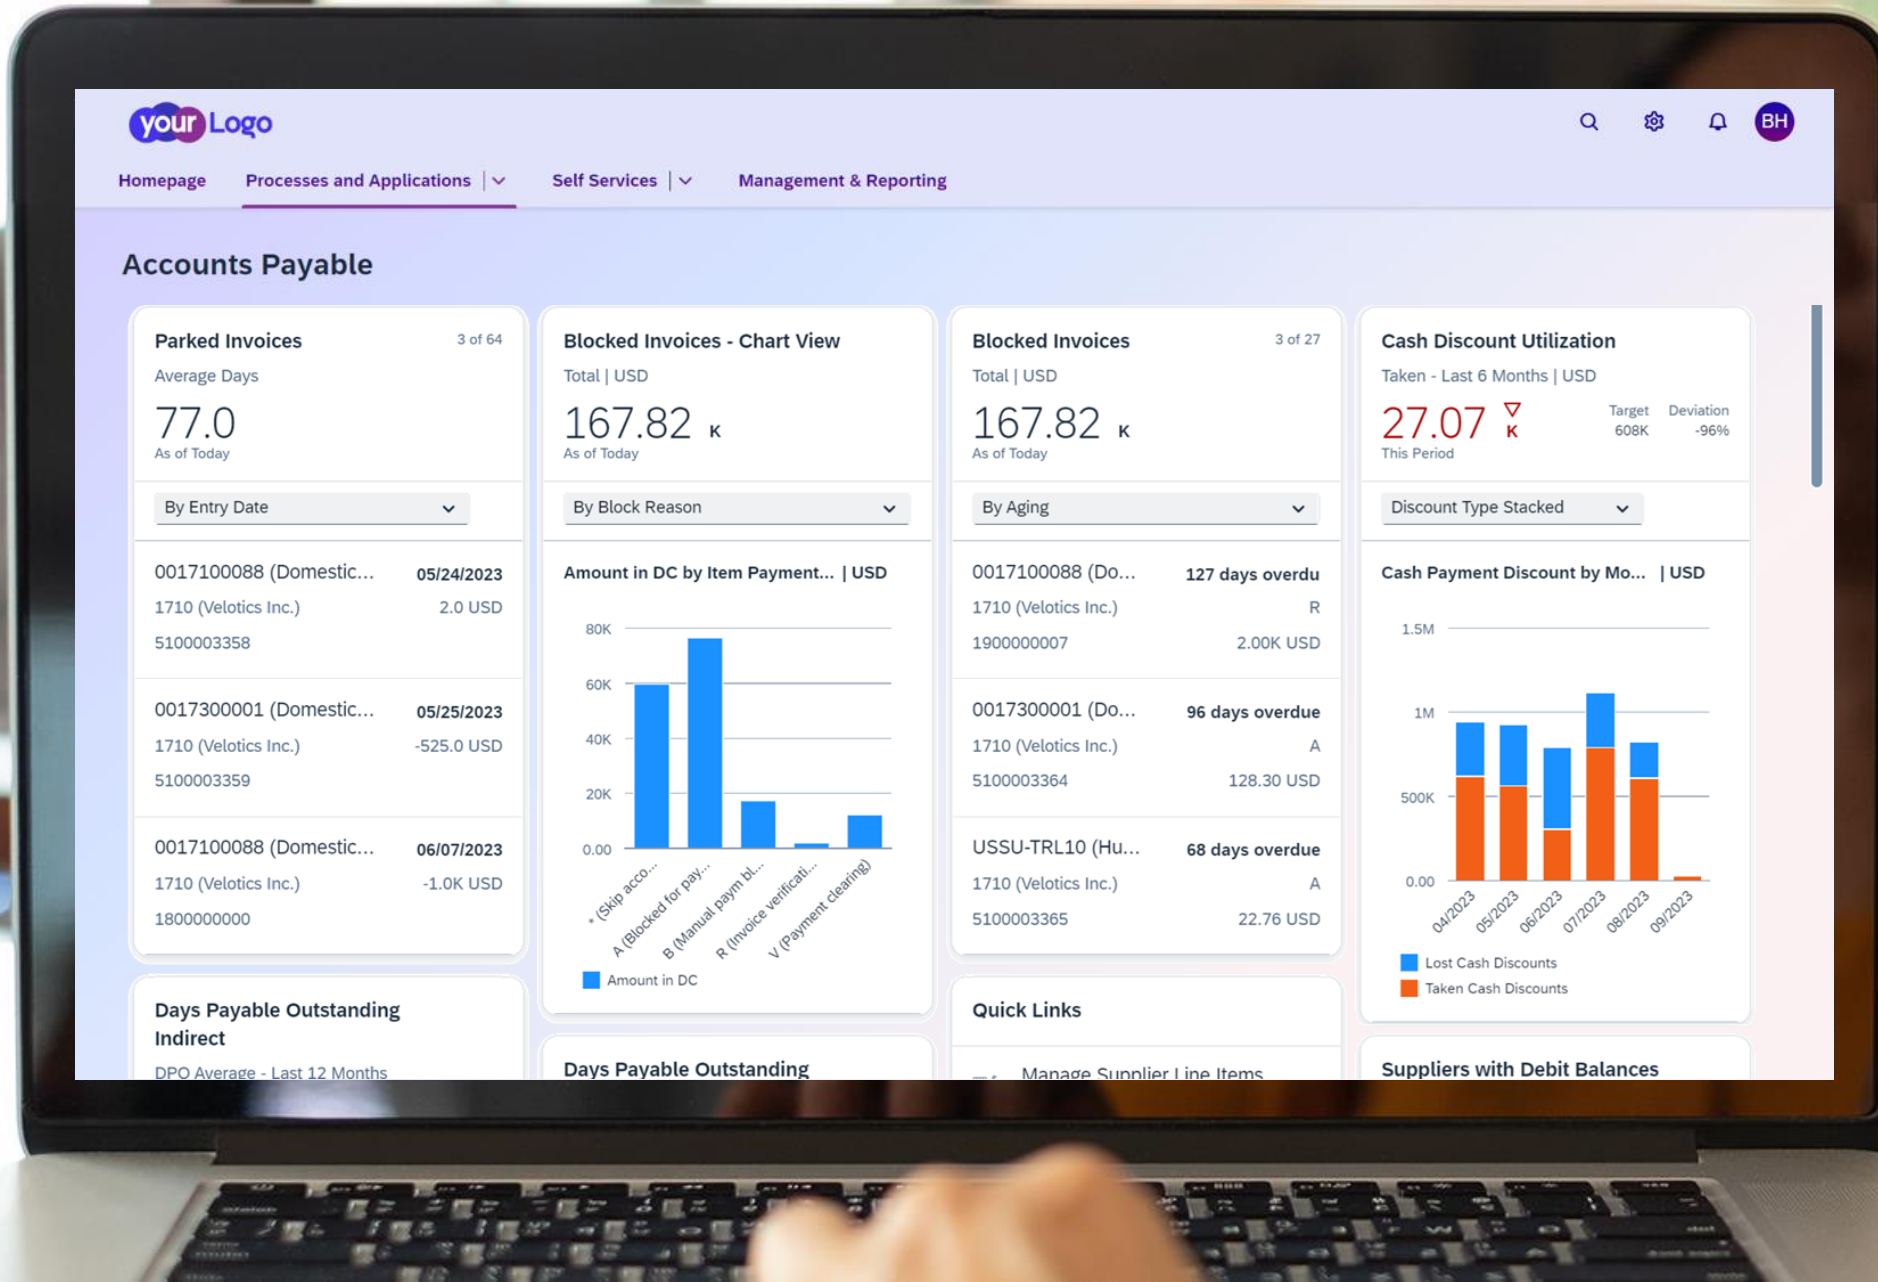 your Logo
BH
Homepage
Processes and Applications
Self Services
Management & Reporting
Accounts Payable
Parked Invoices
3 of 64
Average Days
77.0
As of Today
By Entry Date
0017100088 (Domestic...
05/24/2023
1710 (Velotics Inc.)
2.0 USD
5100003358
0017300001 (Domestic...
05/25/2023
1710 (Velotics Inc.)
-525.0 USD
5100003359
0017100088 (Domestic...
06/07/2023
1710 (Velotics Inc.)
-1.0K USD
1800000000
Days Payable Outstanding
Indirect
DPO Average - Last 12 Months
Blocked Invoices - Chart View
Total | USD
167.82 K
As of Today
By Block Reason
Amount in DC by Item Payment... | USD
80K
60K
40K
20K
0.00
* (Skip acco...
A (Blocked for pay...
B (Manual paym bl...
R (Invoice verificati...
V (Payment clearing)
Amount in DC
Days Payable Outstanding
Blocked Invoices
3 of 27
Total | USD
167.82 K
As of Today
By Aging
0017100088 (Do...
127 days overdu
1710 (Velotics Inc.)
R
1900000007
2.00K USD
0017300001 (Do...
96 days overdue
1710 (Velotics Inc.)
A
5100003364
128.30 USD
USSU-TRL10 (Hu...
68 days overdue
1710 (Velotics Inc.)
A
5100003365
22.76 USD
Quick Links
Manage Supplier Line Items
Cash Discount Utilization
Taken - Last 6 Months | USD
27.07 K
Target
608K
Deviation
-96%
This Period
Discount Type Stacked
Cash Payment Discount by Mo... | USD
1.5M
1M
500K
0.00
04/2023
05/2023
06/2023
07/2023
08/2023
09/2023
Lost Cash Discounts
Taken Cash Discounts
Suppliers with Debit Balances